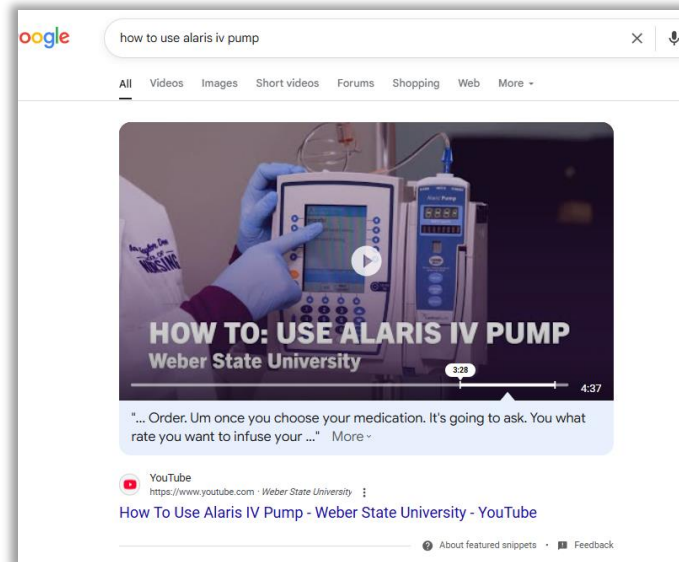 oogle
how to use alaris iv pump
All Videos Images Short videos Forums Shopping Web More
Alaris Pump
NURSING
HOW TO: USE ALARIS IV PUMP
Weber State University
3:28
4:37
"... Order. Um once you choose your medication. It's going to ask. You what
rate you want to infuse your ..." More
YouTube
https://www.youtube.com · Weber State University
How To Use Alaris IV Pump - Weber State University - YouTube
About featured snippets · Feedback